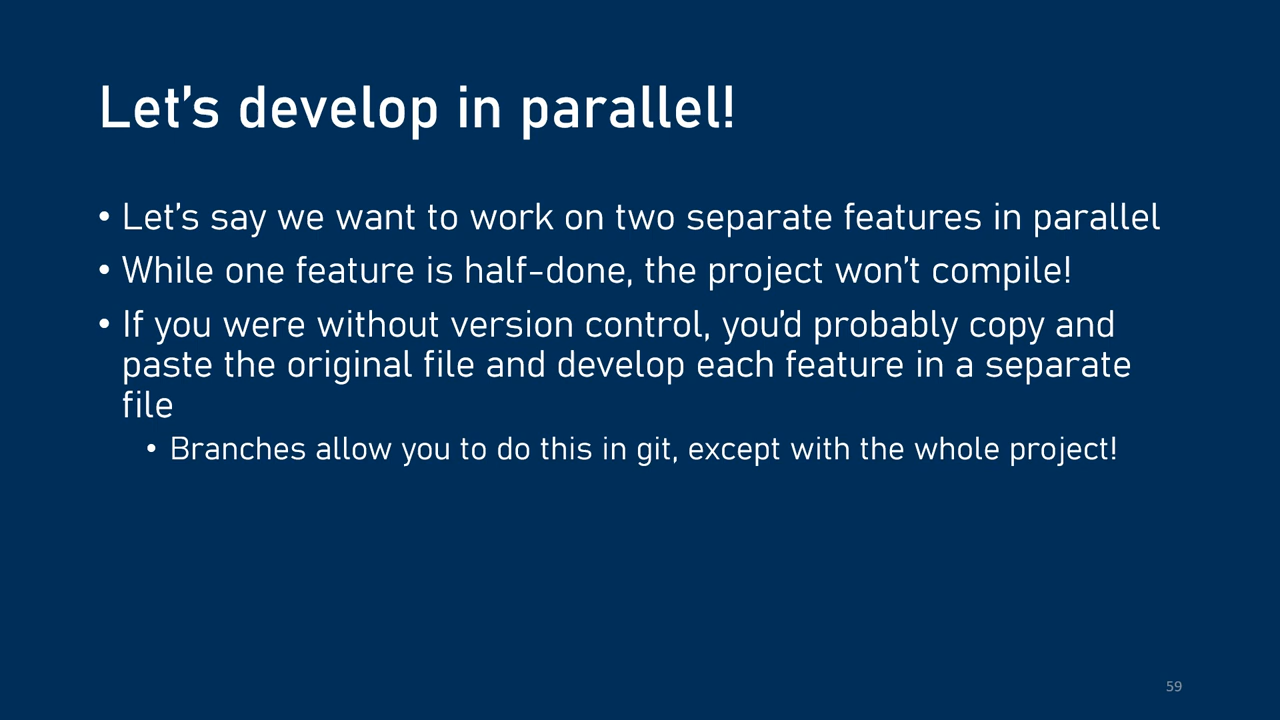 Let’s develop in parallel!
• Let’s say we want to work on two separate features in parallel
• While one feature is half-done, the project won’t compile!
• If you were without version control, you’d probably copy and
paste the original file and develop each feature in a separate
file
• Branches allow you to do this in git, except with the whole project!
59